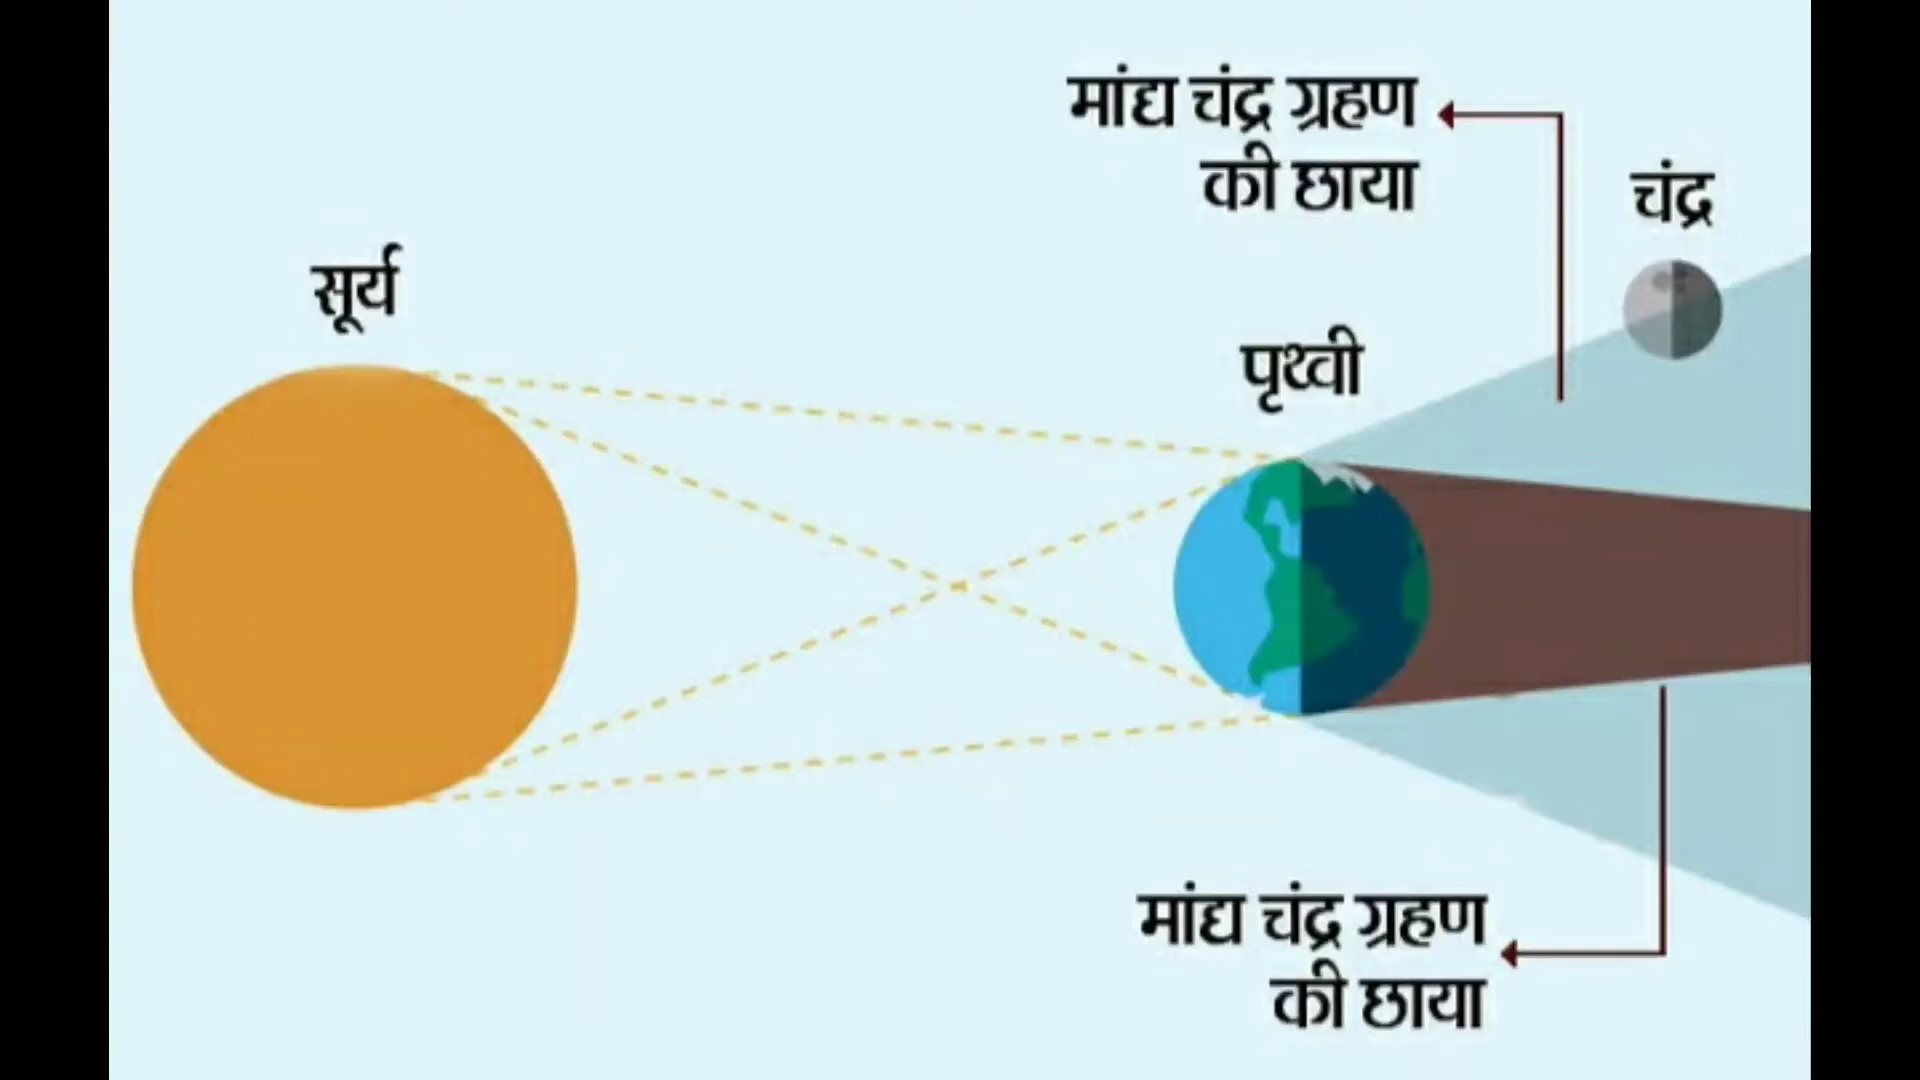 मांद्य चंद्र ग्रहण
की छाया
चंद्र
सूर्य
पृथ्वी
मांद्य चंद्र ग्रहण
की छाया